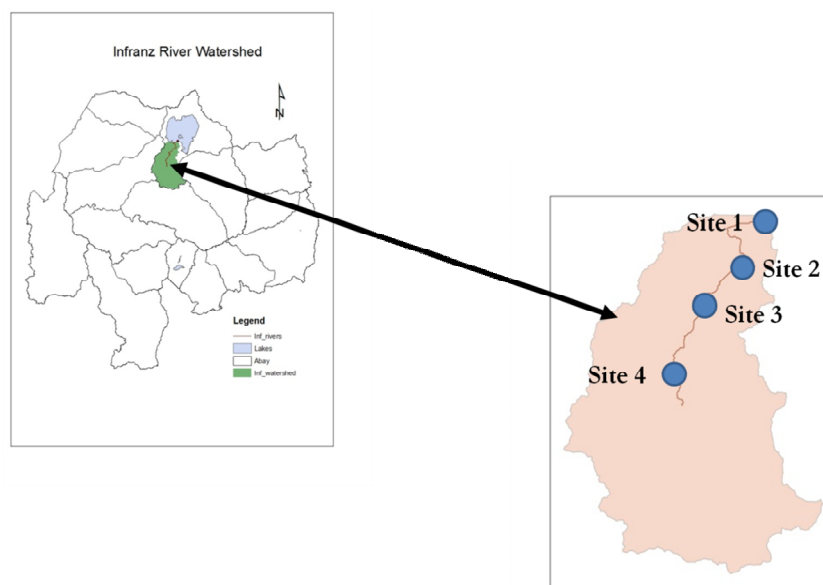 Infranz River Watershed
N
Legend
Inf_rivers
Lakes
Abay
Inf_watershed
Site 1
Site 2
Site 3
Site 4